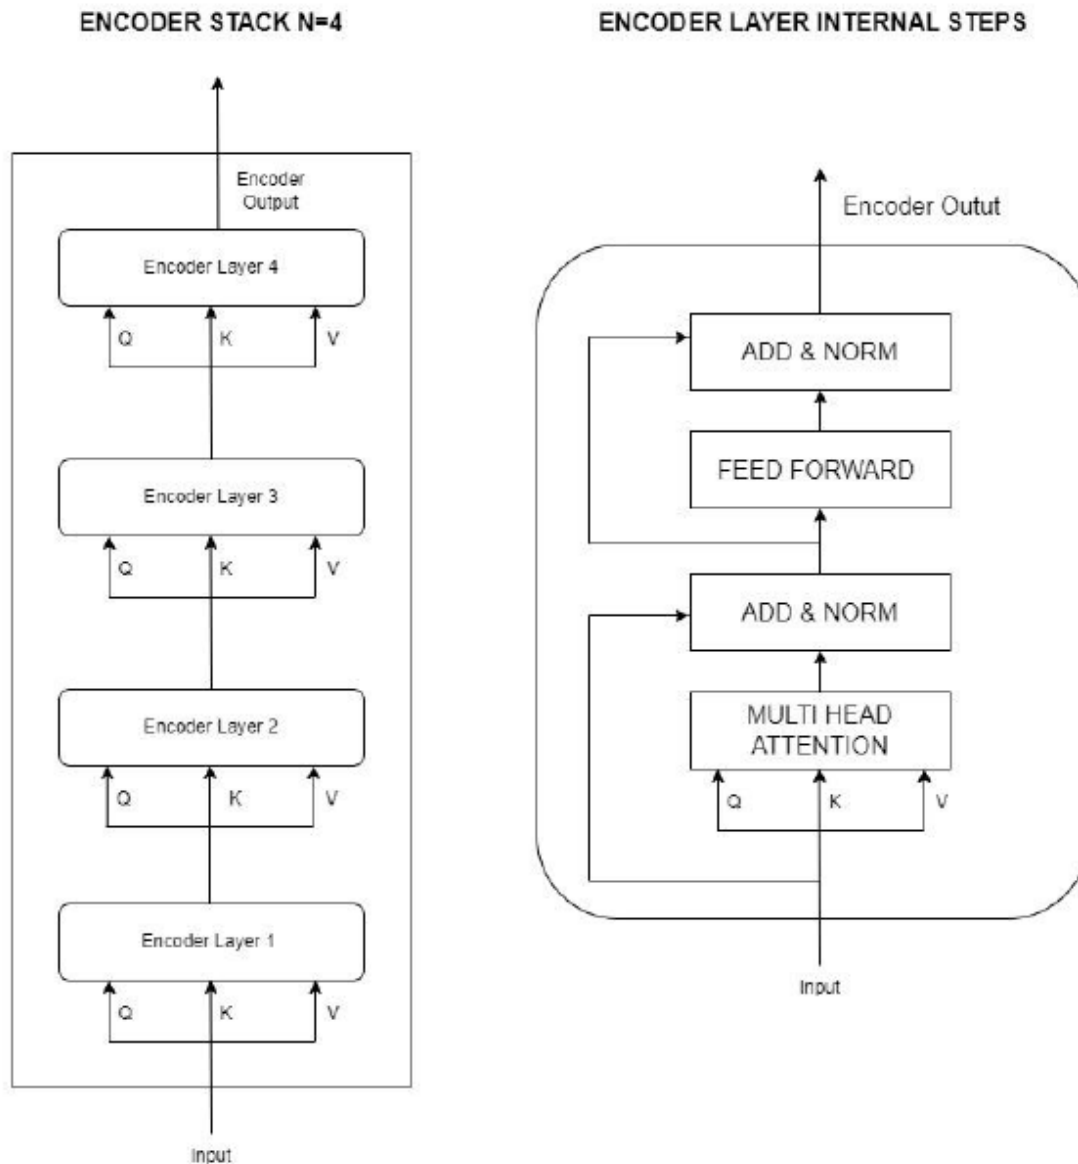 ENCODER STACK N=4
Encoder
Output
Encoder Layer 4
Q K V
Encoder Layer 3
Q K V
Encoder Layer 2
Q K V
Encoder Layer 1
Q K V
Input
ENCODER LAYER INTERNAL STEPS
Encoder Outut
ADD & NORM
FEED FORWARD
ADD & NORM
MULTI HEAD
ATTENTION
Q K V
Input